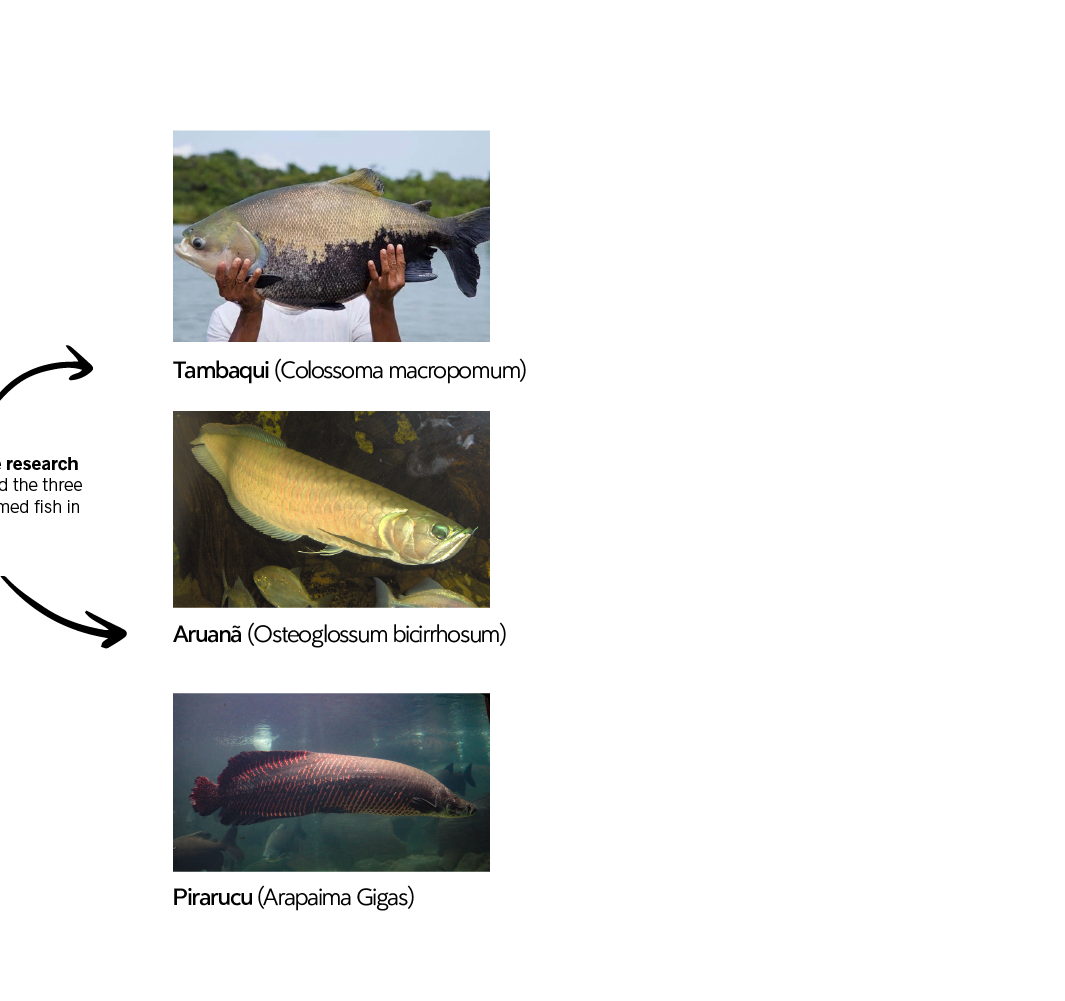 Tambaqui (Colossoma macropomum)
research
the three
fish in
Aruanã (Osteoglossum bicirrhosum)
Pirarucu (Arapaima Gigas)